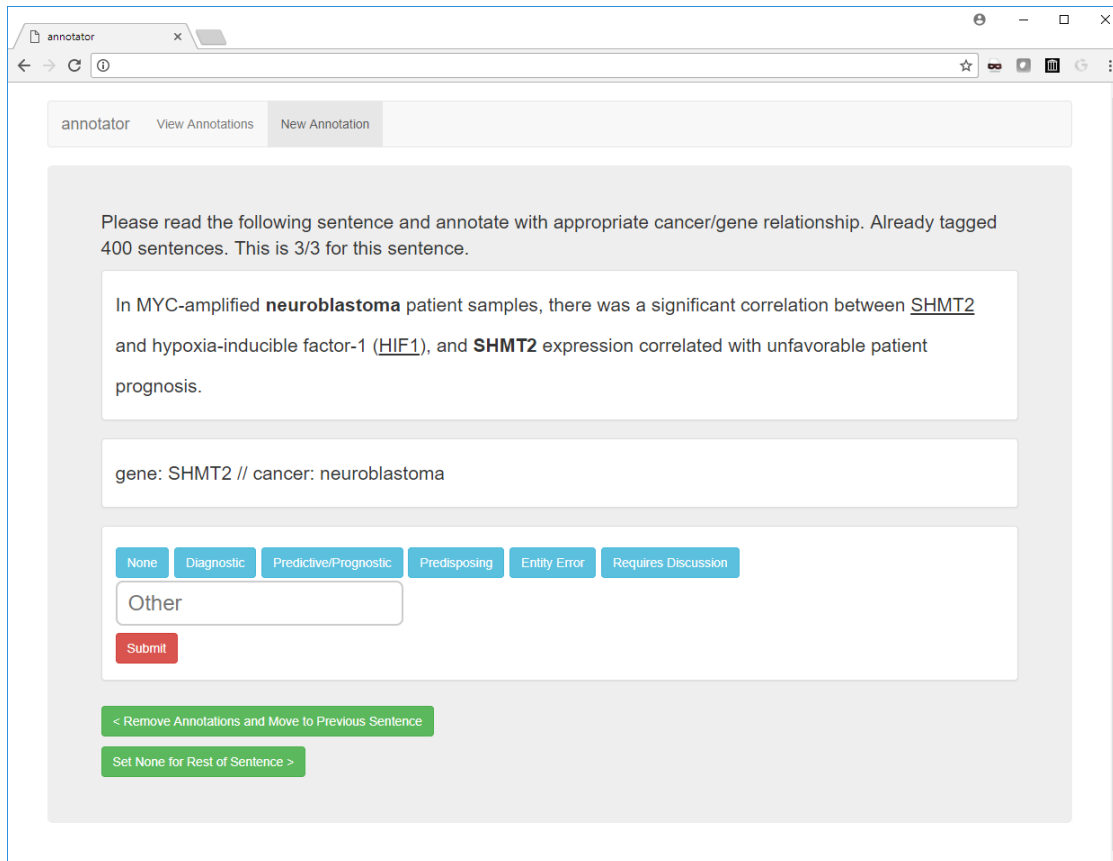 annotator
annotator View Annotations New Annotation
Please read the following sentence and annotate with appropriate cancer/gene relationship. Already tagged
400 sentences. This is 3/3 for this sentence.
In MYC-amplified neuroblastoma patient samples, there was a significant correlation between SHMT2
and hypoxia-inducible factor-1 (HIF1), and SHMT2 expression correlated with unfavorable patient
prognosis.
gene: SHMT2 // cancer: neuroblastoma
None Diagnostic Predictive/Prognostic Predisposing Entity Error Requires Discussion
Other
Submit
< Remove Annotations and Move to Previous Sentence
Set None for Rest of Sentence >